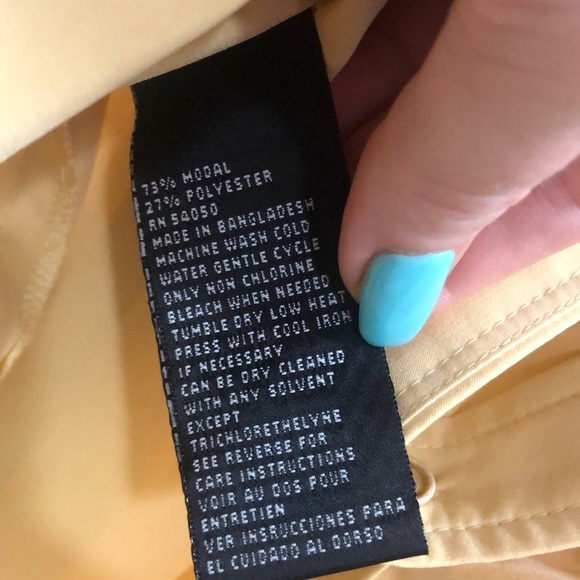 73% MODAL
27% POLYESTER
RN 54050
MADE IN BANGLADESH
MACHINE WASH COLD
WATER GENTLE CYCLE
ONLY NON CHLORINE
BLEACH WHEN NEEDED
TUMBLE DRY LOW HEAT
PRESS WITH COOL IRON
IF NECESSARY
CAN BE DRY CLEANED
WITH ANY SOLVENT
EXCEPT
TRICHLORETHELYNE
SEE REVERSE FOR
CARE INSTRUCTIONS
VOIR AU DOS POUR
ENTRETIEN
VER INSRUCCIONES PARA
EL CUIDADO AL DORSO